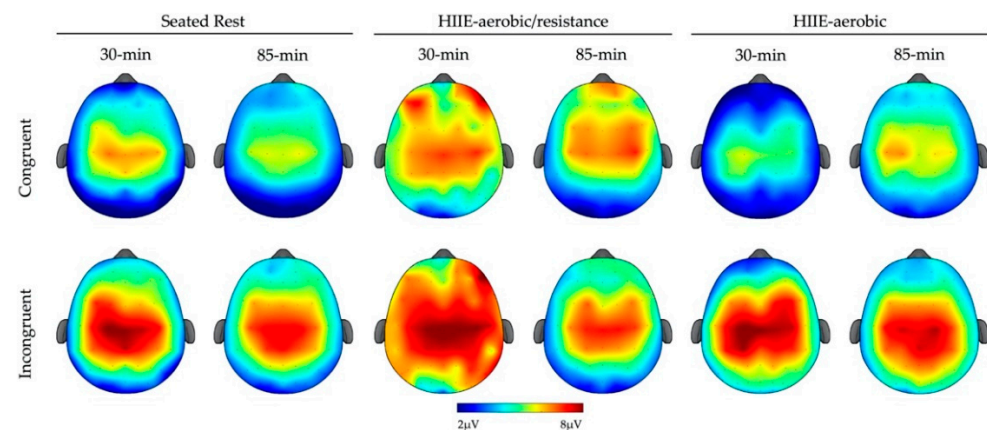 Seated Rest HIIE-aerobic/resistance HIIE-aerobic
30-min 85-min 30-min 85-min 30-min 85-min
Congruent
Incongruent
2μV 8μV